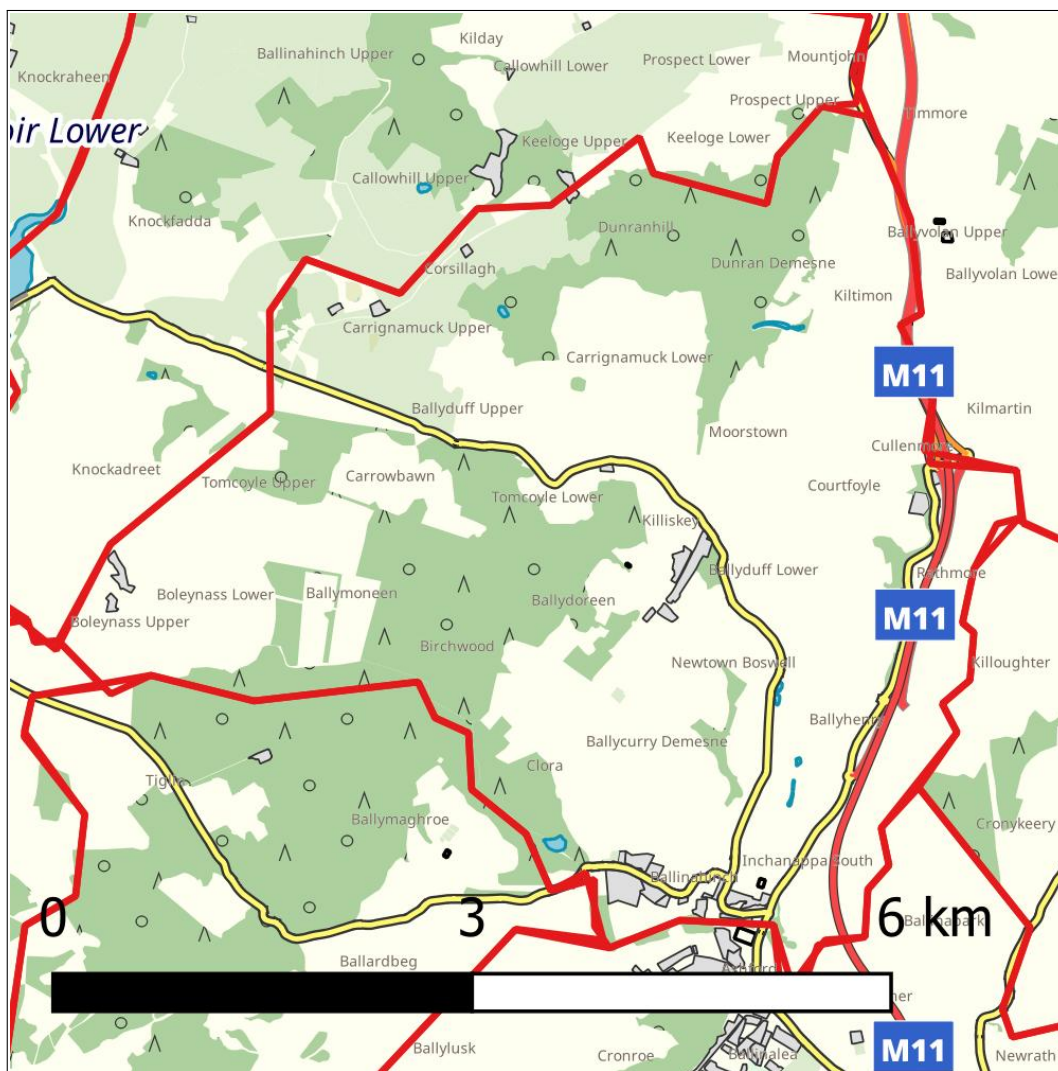 Kilday
Ballinahinch Upper
Mountjohn
Prospect Lower
Callowhill Lower
Knockraheen
Prospect Upper
Timmore
oir Lower
Keeloge Lower
Keeloge Upper
Callowhill Upper
Knockfadda
Dunranhill
Ballyvolan Upper
Dunran Demesne
Corsillagh
Ballyvolan Lowe
Kiltimon
Carrignamuck Upper
Carrignamuck Lower
M11
Ballyduff Upper
Kilmartin
Moorstown
Cullenmore
Knockadreet
Carrowbawn
Tomcoyle Upper
Courtfoyle
Tomcoyle Lower
Killiskey
Ballyduff Lower
Rathmore
Boleynass Lower
Ballymoneen
Ballydoreen
Boleynass Upper
M11
Birchwood
Newtown Boswell
Killoughter
Ballyhenry
Ballycurry Demesne
Clora
Tiglin
Ballymaghroe
Cronykeery
Inchanappa South
Ballinahinch
0
3
6 km
Ballinapark
Ballardbeg
Ashford
ner
Ballylusk
Cronroe
Ballinalea
M11
Newrath